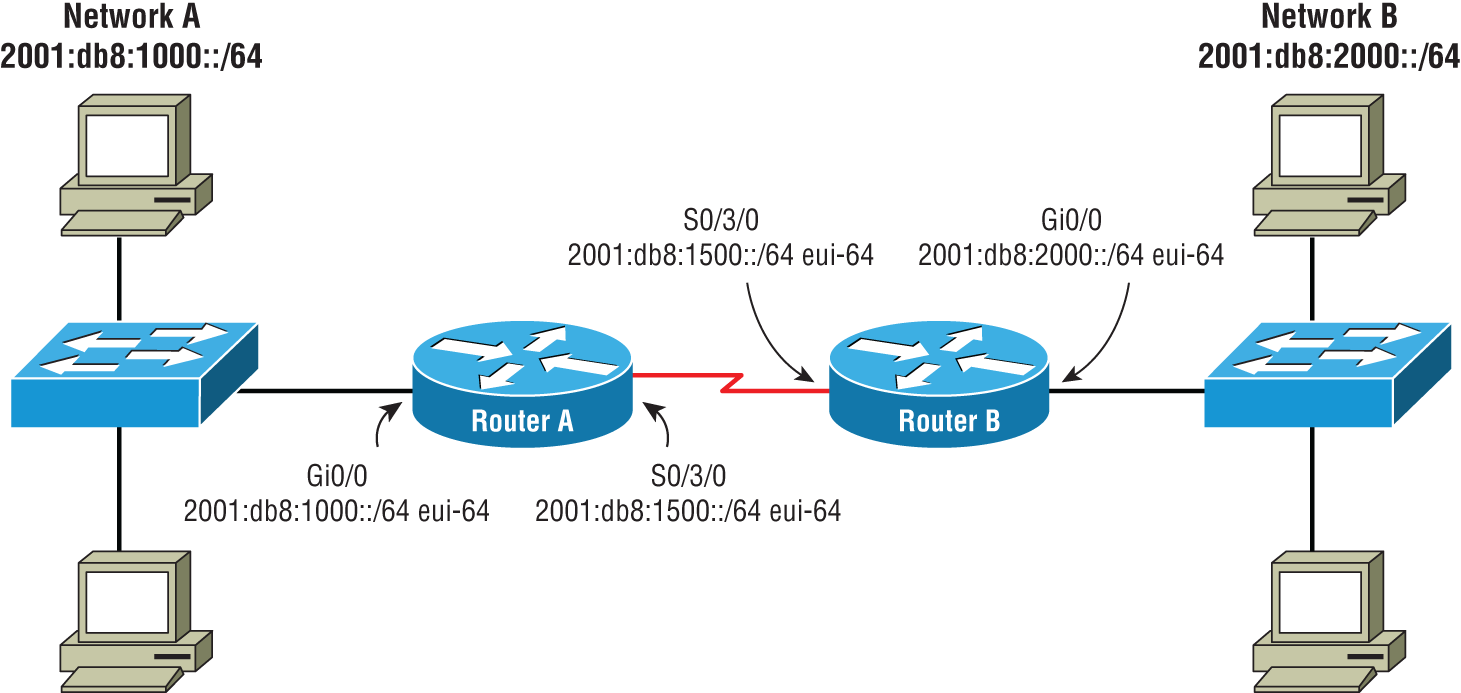 Network A
2001:db8:1000::/64
Network B
2001:db8:2000::/64
S0/3/0
2001:db8:1500::/64 eui-64
Gi0/0
2001:db8:2000::/64 eui-64
Router A
Router B
Gi0/0
2001:db8:1000::/64 eui-64
S0/3/0
2001:db8:1500::/64 eui-64